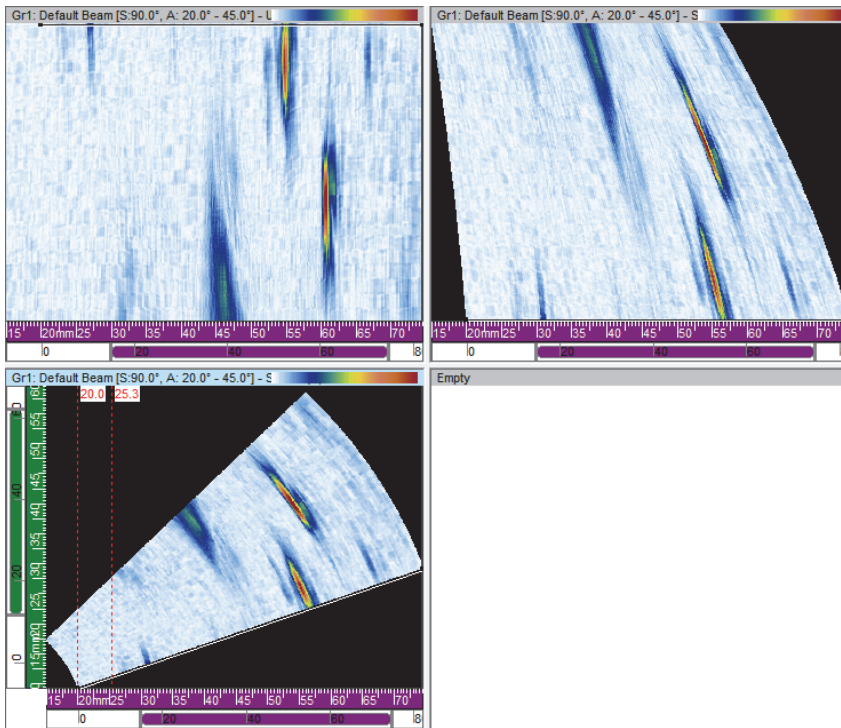 Gr1: Default Beam [S:90.0°, A: 20.0° - 45.0°] -
15 20mm 25 30 35 40 45 50 55 60 65 70
0 20 40 60 8
Gr1: Default Beam [S:90.0°, A: 20.0° - 45.0°] - S
15 20mm 25 30 35 40 45 50 55 60 65 70
0 20 40 60
Gr1: Default Beam [S:90.0°, A: 20.0° - 45.0°] - S
20.0 25.3
60 55 50 45 40 35 30 25 20 15mm
60 40 20 0
15 20mm 25 30 35 40 45 50 55 60 65 70
0 20 40 60 8
Empty